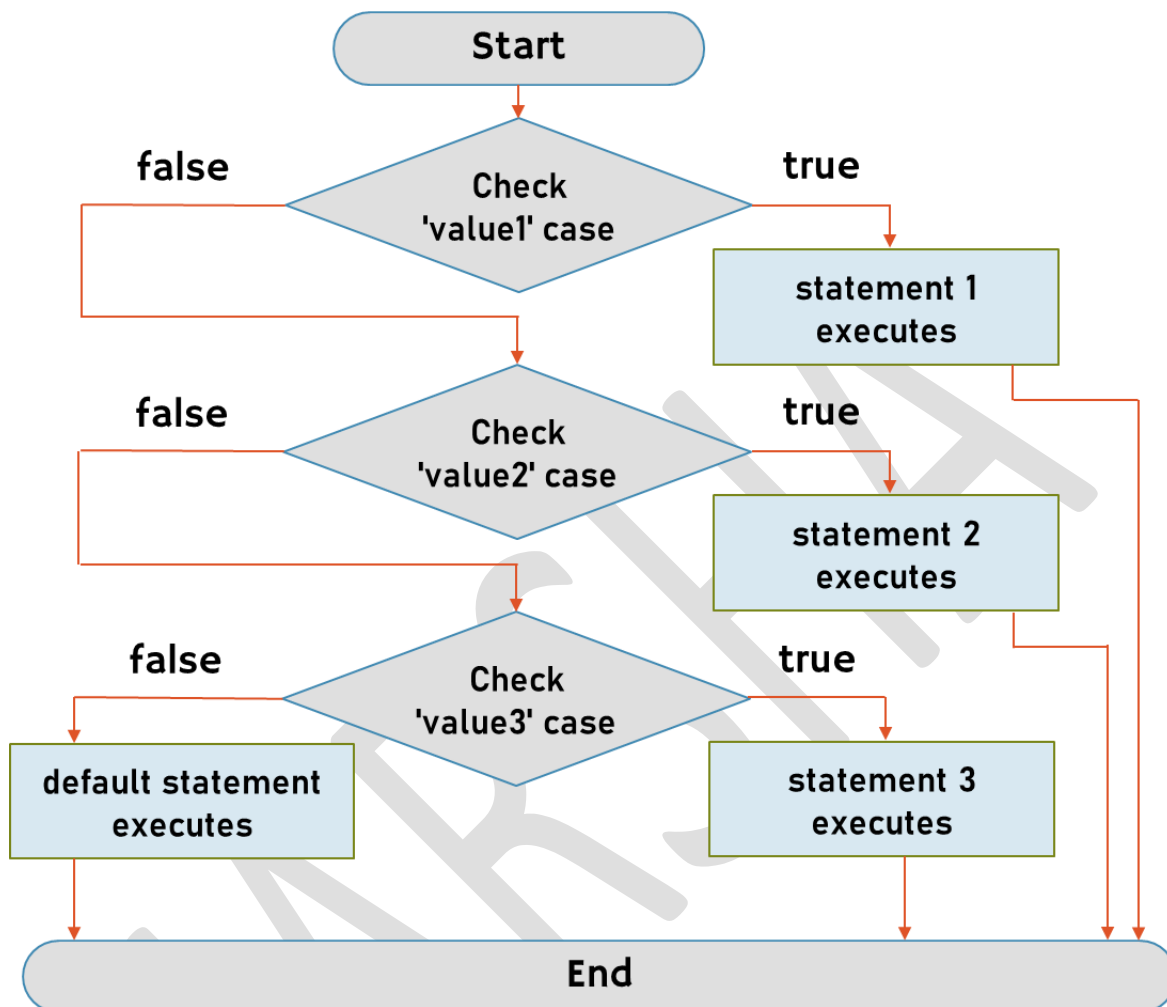 Start
false
true
Check
'value1' case
statement 1
executes
false
true
Check
'value2' case
statement 2
executes
false
true
Check
'value3' case
default statement
executes
statement 3
executes
End